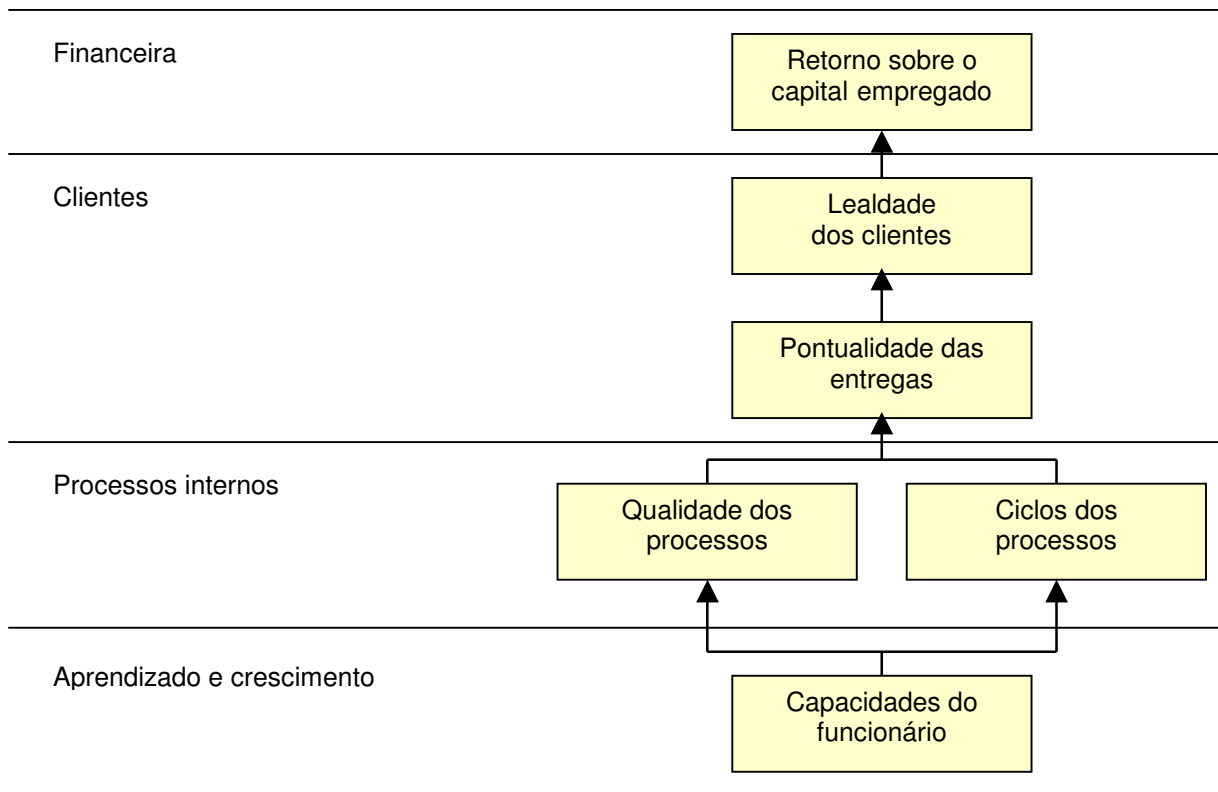 Financeira
Retorno sobre o
capital empregado
Clientes
Lealdade
dos clientes
Pontualidade das
entregas
Processos internos
Qualidade dos
processos
Ciclos dos
processos
Aprendizado e crescimento
Capacidades do
funcionário